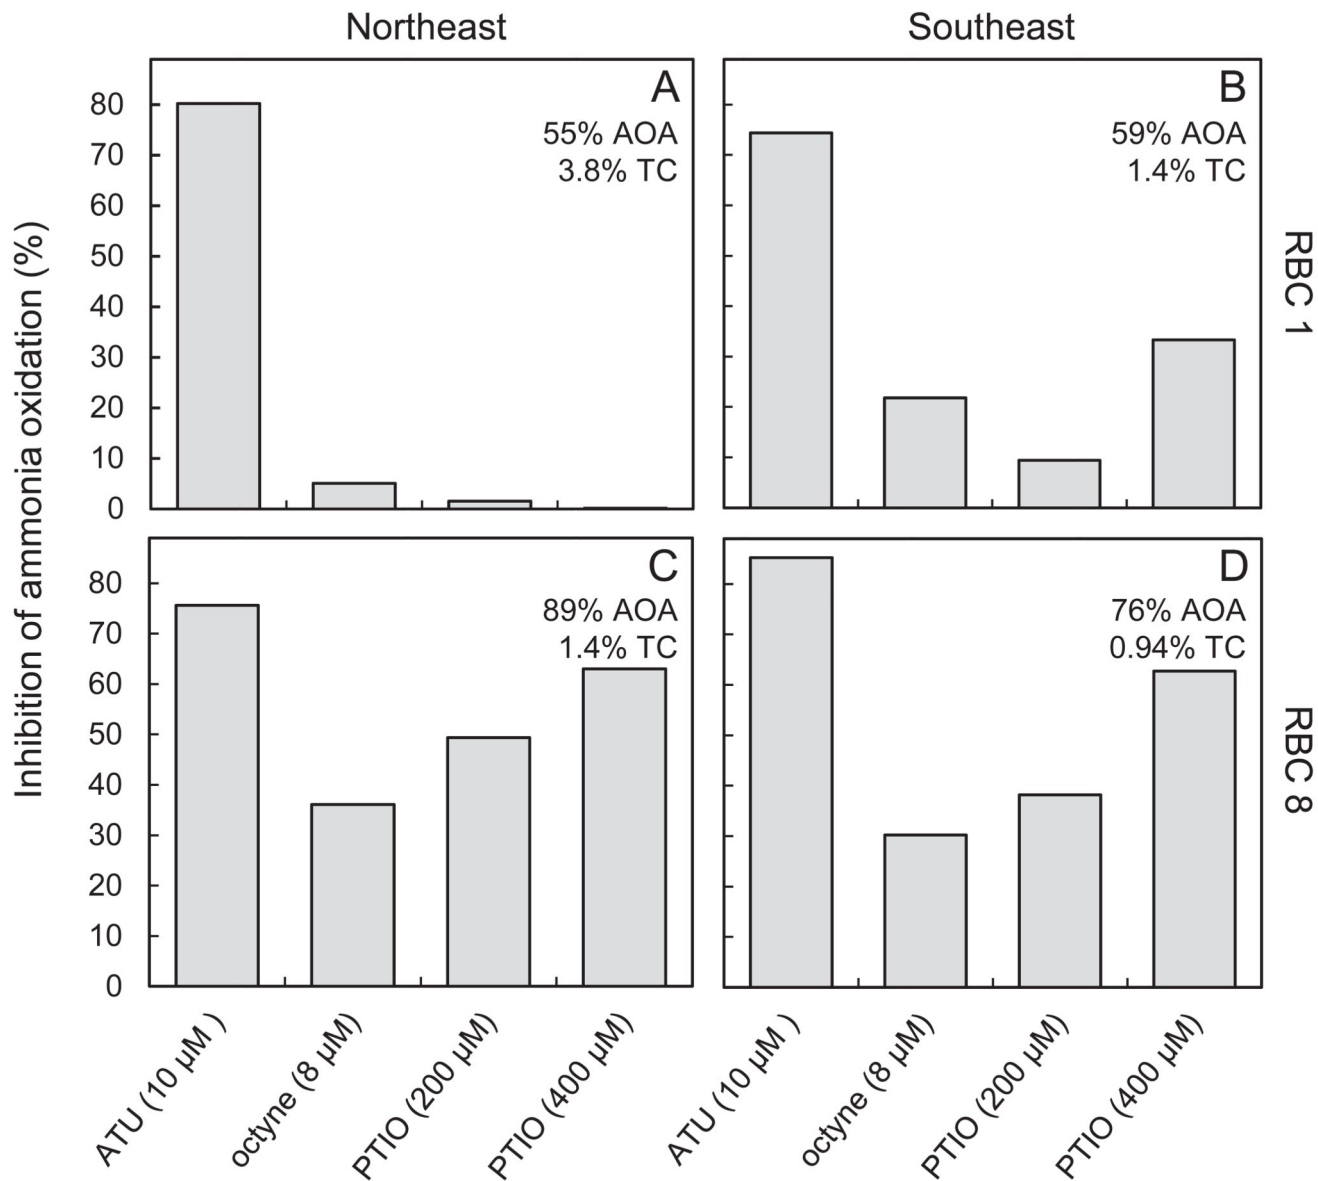 Northeast
Southeast
Inhibition of ammonia oxidation (%)
80
70
60
50
40
30
20
10
0
A
55% AOA
3.8% TC
B
59% AOA
1.4% TC
RBC 1
80
70
60
50
40
30
20
10
0
C
89% AOA
1.4% TC
D
76% AOA
0.94% TC
RBC 8
ATU (10 µM )
octyne (8 µM)
PTIO (200 µM)
PTIO (400 µM)
ATU (10 µM )
octyne (8 µM)
PTIO (200 µM)
PTIO (400 µM)